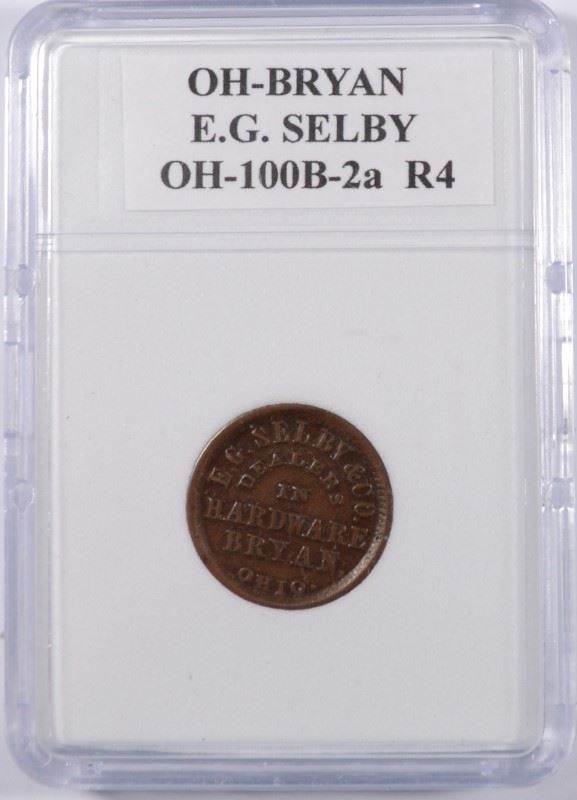 OH-BRYAN
E.G. SELBY
OH-100B-2a R4
E.G. SELBY & CO.
DEALERS
IN
HARDWARE
BRYAN,
OHIO.